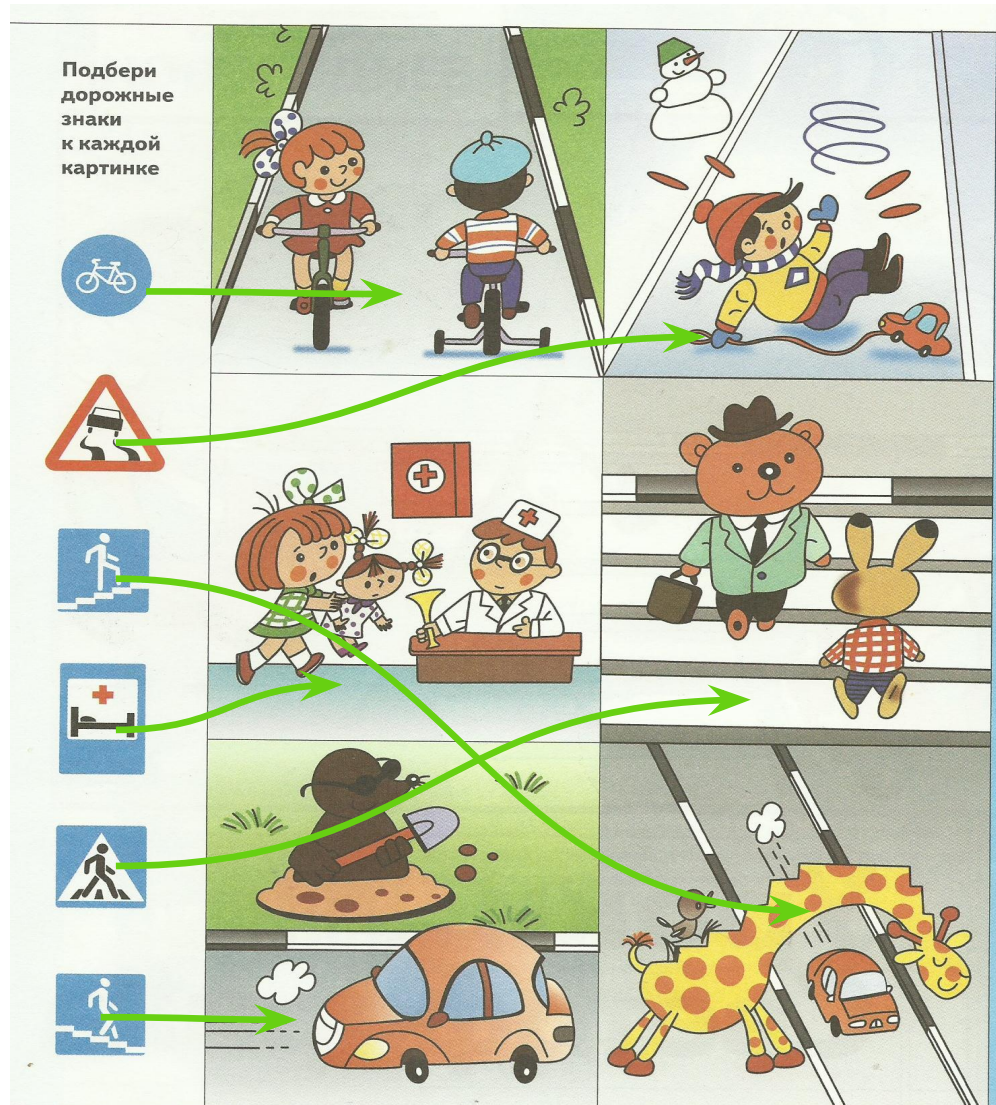 Подбери
дорожные
знаки
к каждой
картинке